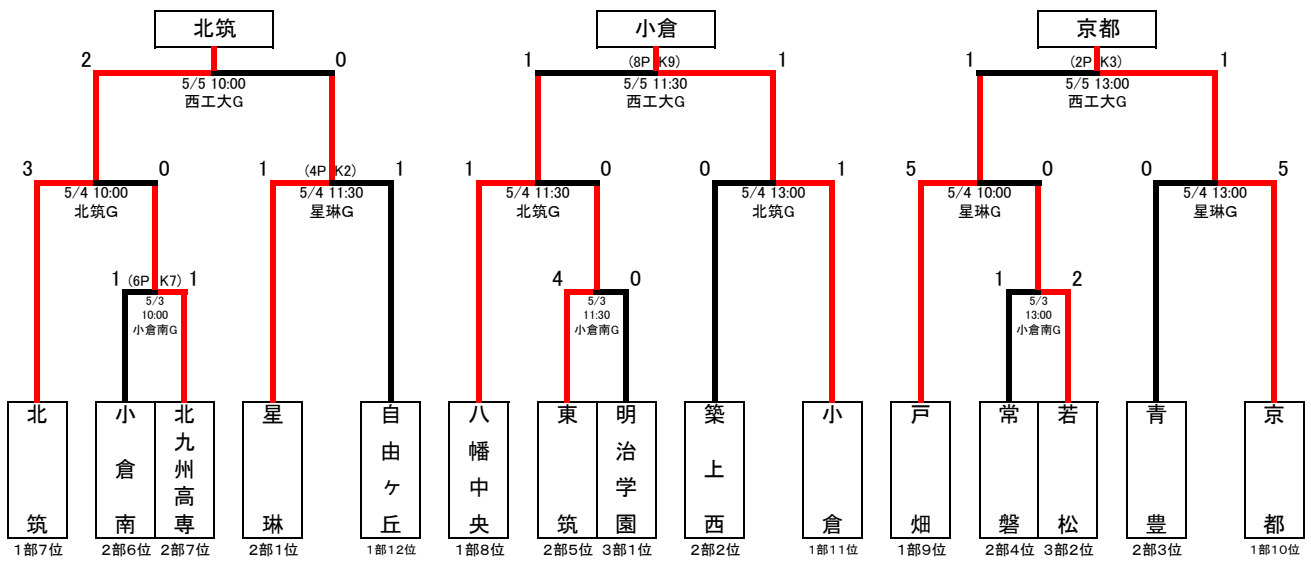 北筑 小倉 京都
2 0 1 (8P K9) 1 1 (2P K3) 1
5/5 10:00 5/5 11:30 5/5 13:00
西工大G 西工大G 西工大G
3 0 1 (4P K2) 1 1 0 0 1 5 0 0 5
5/4 10:00 5/4 11:30 5/4 11:30 5/4 13:00 5/4 10:00 5/4 13:00
北筑G 星琳G 北筑G 北筑G 星琳G 星琳G
1 (6P K7) 1 4 0 1 2
5/3 5/3 5/3
10:00 11:30 13:00
小倉南G 小倉南G 小倉南G
北筑 小倉南 北九州高専 星琳 自由ヶ丘 八幡中央 東筑 明治学園 築上西 小倉 戸畑 常磐 若松 青豊 京都
1部7位 2部6位 2部7位 2部1位 1部12位 1部8位 2部5位 3部1位 2部2位 1部11位 1部9位 2部4位 3部2位 2部3位 1部10位